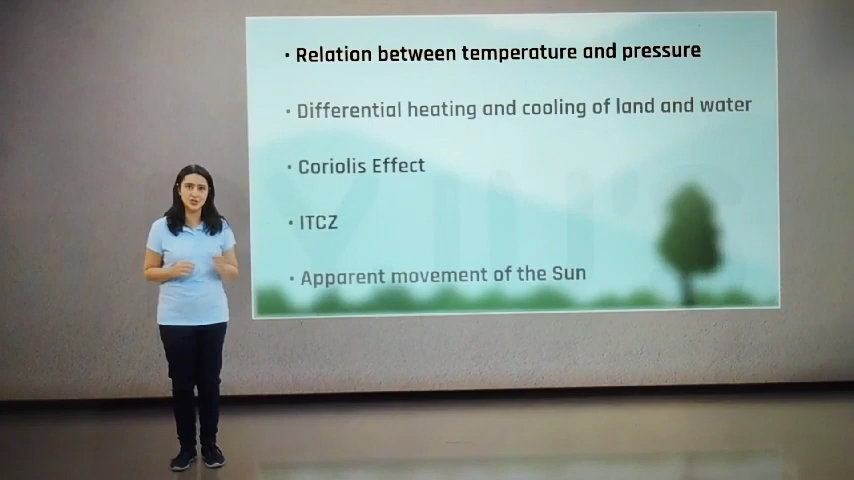 • Relation between temperature and pressure
• Differential heating and cooling of land and water
• Coriolis Effect
• ITCZ
• Apparent movement of the Sun